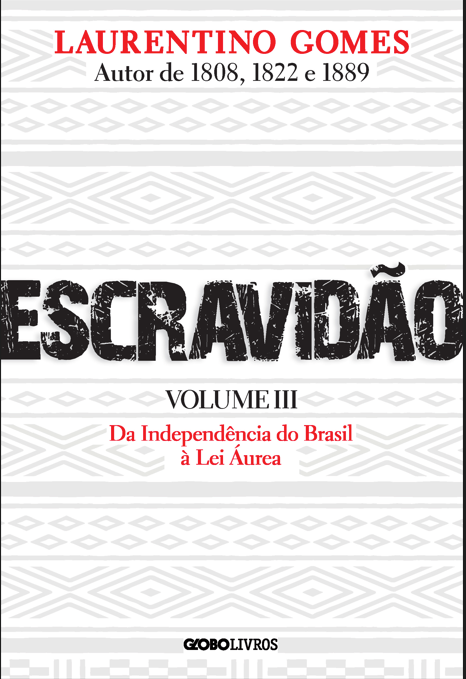 LAURENTINO GOMES
Autor de 1808, 1822 e 1889
ESCRAVIDÃO
VOLUME III
Da Independência do Brasil
à Lei Áurea
GLOBOLIVROS